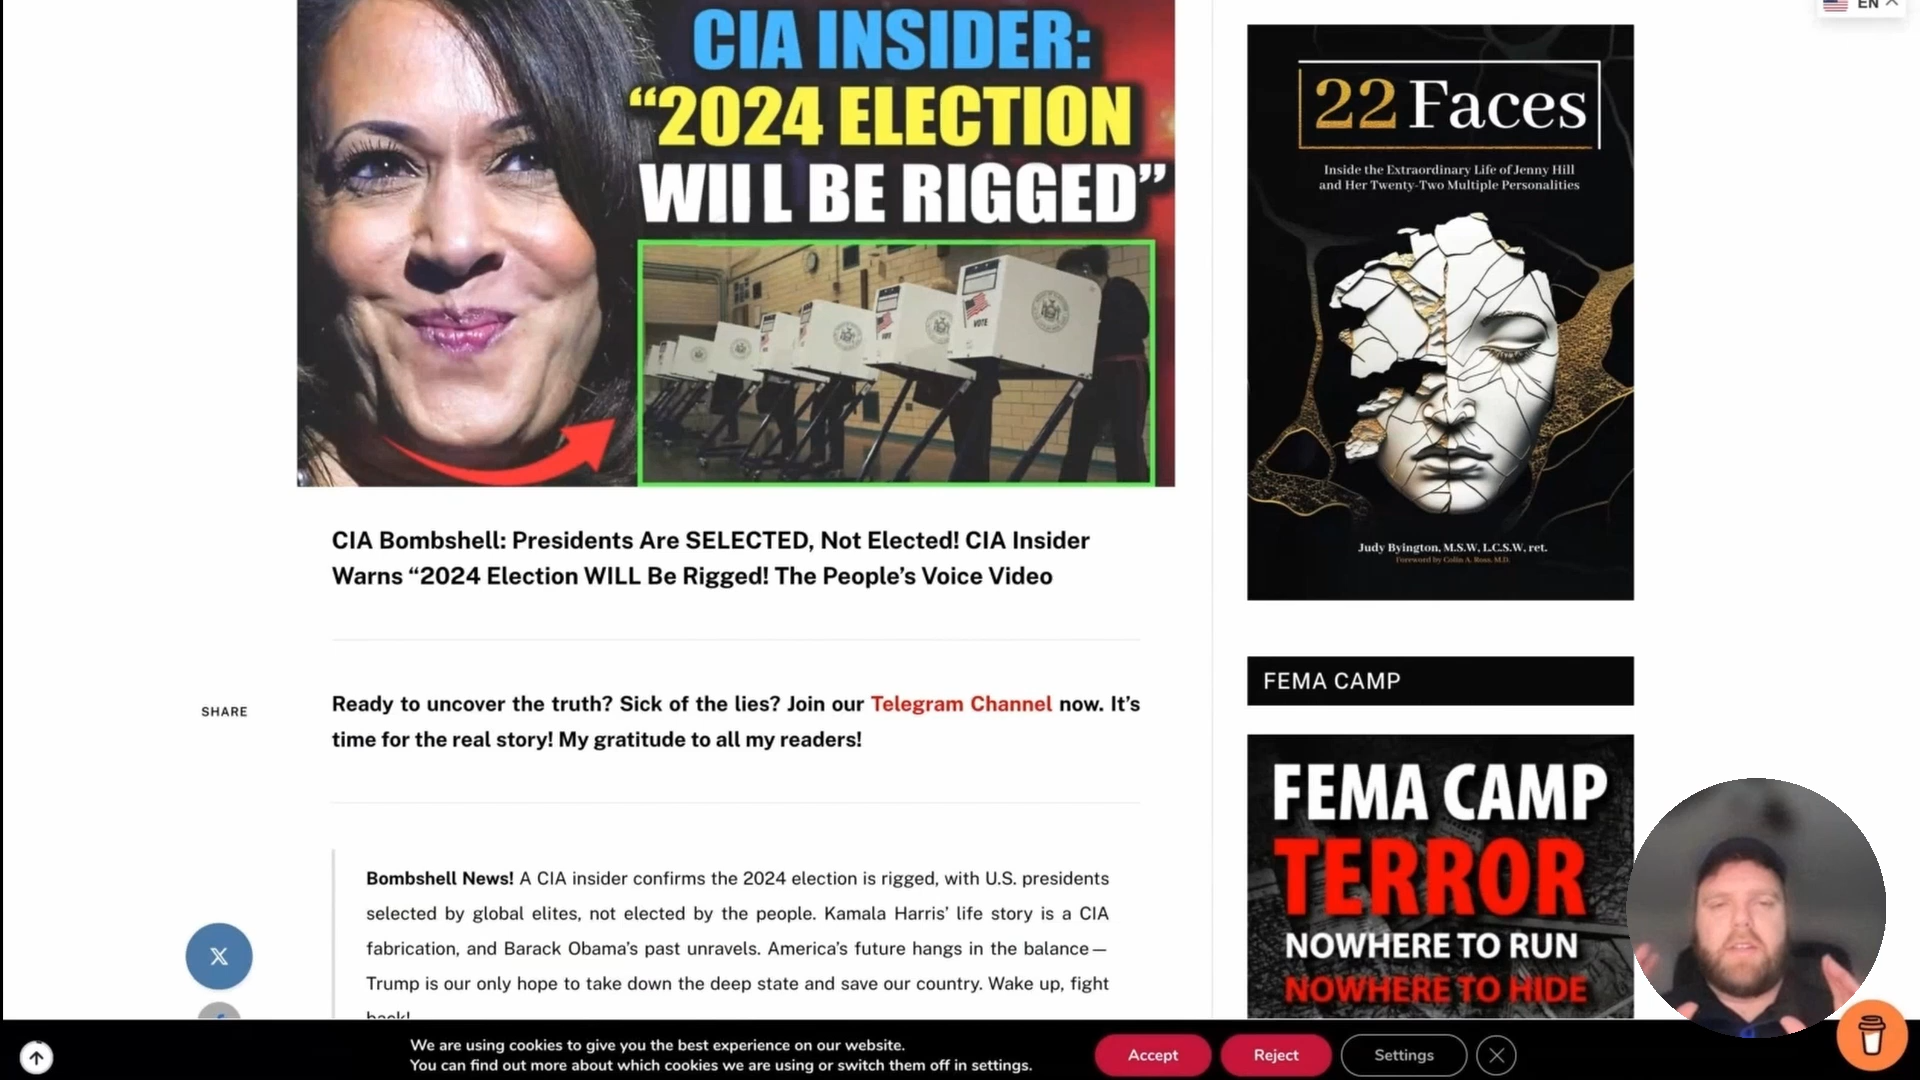 EN
CIA INSIDER:
“2024 ELECTION
WILL BE RIGGED”
VOTE
CIA Bombshell: Presidents Are SELECTED, Not Elected! CIA Insider
Warns “2024 Election WILL Be Rigged! The People’s Voice Video
SHARE
Ready to uncover the truth? Sick of the lies? Join our Telegram Channel now. It’s
time for the real story! My gratitude to all my readers!
Bombshell News! A CIA insider confirms the 2024 election is rigged, with U.S. presidents
selected by global elites, not elected by the people. Kamala Harris’ life story is a CIA
fabrication, and Barack Obama’s past unravels. America’s future hangs in the balance—
Trump is our only hope to take down the deep state and save our country. Wake up, fight
back!
22 Faces
Inside the Extraordinary Life of Jenny Hill
and Her Twenty-Two Multiple Personalities
Judy Byington, M.S.W, L.C.S.W, ret.
Foreword by Colin A. Ross, M.D.
FEMA CAMP
FEMA CAMP
TERROR
NOWHERE TO RUN
NOWHERE TO HIDE
We are using cookies to give you the best experience on our website.
You can find out more about which cookies we are using or switch them off in settings.
Accept
Reject
Settings